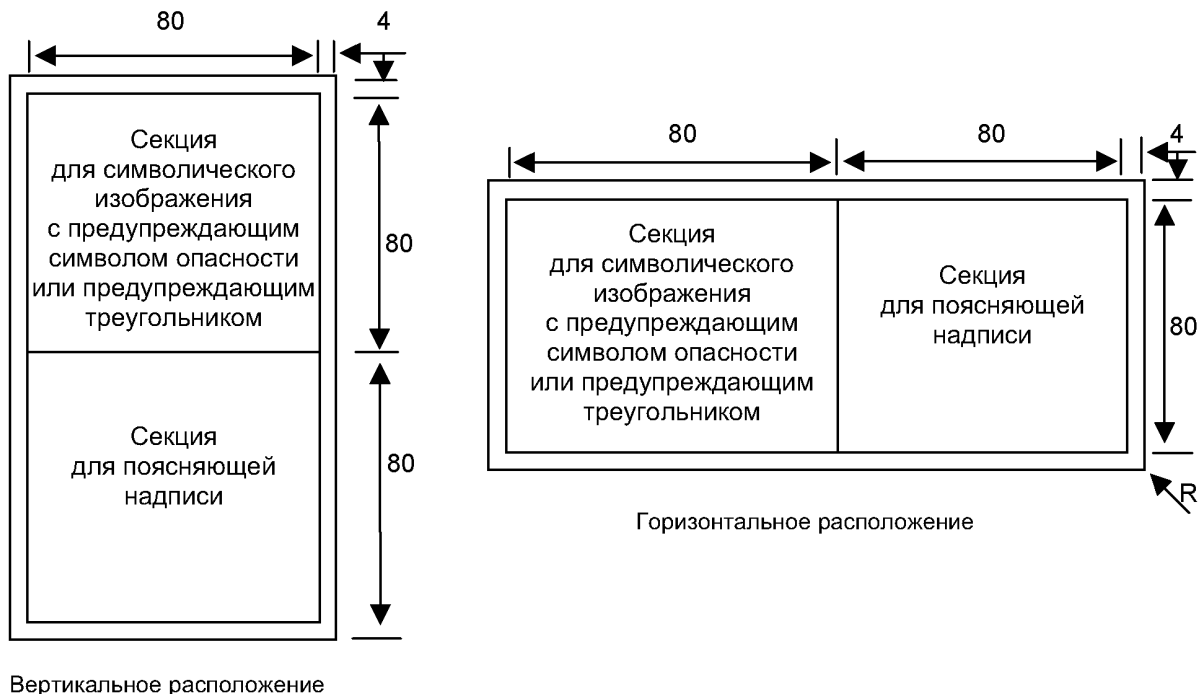 80
4
Секция
для символического
изображения
с предупреждающим
символом опасности
или предупреждающим
треугольником
80
Секция
для поясняющей
надписи
80
Вертикальное расположение
80
80
4
Секция
для символического
изображения
с предупреждающим
символом опасности
или предупреждающим
треугольником
Секция
для поясняющей
надписи
80
R
Горизонтальное расположение